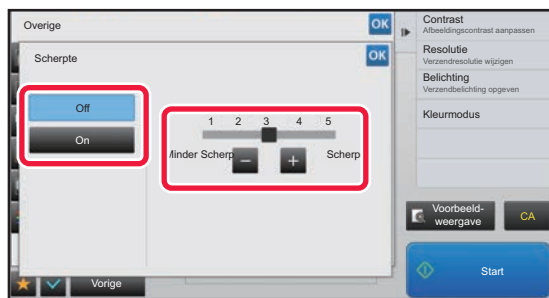 Overige
OK
Scherpte
OK
Off
On
1 2 3 4 5
Minder Scherp
Scherp
Vorige
Contrast
Afbeeldingscontrast aanpassen
Resolutie
Verzendresolutie wijzigen
Belichting
Verzendbelichting opgeven
Kleurmodus
Voorbeeld-
weergave
CA
Start